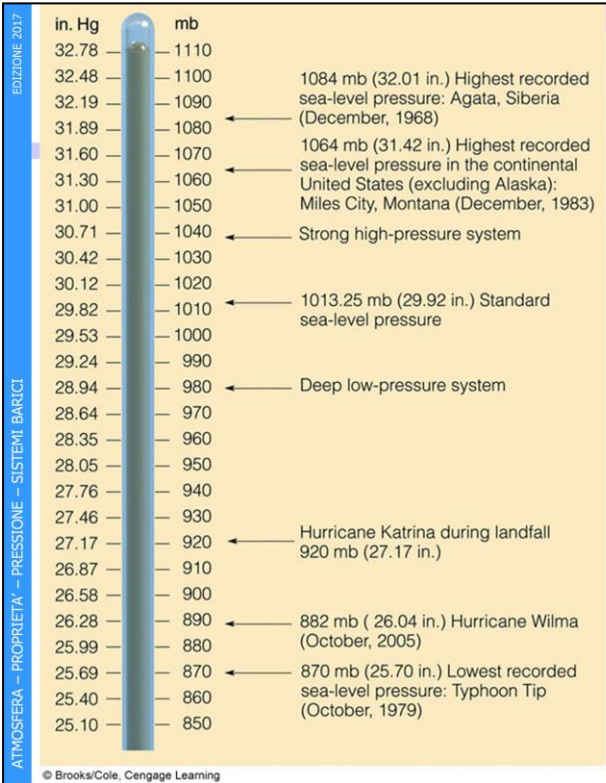 EDIZIONE 2017
ATMOSFERA – PROPRIETA’ – PRESSIONE – SISTEMI BARICI
in. Hg mb
32.78 1110
32.48 1100
32.19 1090
31.89 1080
31.60 1070
31.30 1060
31.00 1050
30.71 1040
30.42 1030
30.12 1020
29.82 1010
29.53 1000
29.24 990
28.94 980
28.64 970
28.35 960
28.05 950
27.76 940
27.46 930
27.17 920
26.87 910
26.58 900
26.28 890
25.99 880
25.69 870
25.40 860
25.10 850
1084 mb (32.01 in.) Highest recorded
sea-level pressure: Agata, Siberia
(December, 1968)
1064 mb (31.42 in.) Highest recorded
sea-level pressure in the continental
United States (excluding Alaska):
Miles City, Montana (December, 1983)
Strong high-pressure system
1013.25 mb (29.92 in.) Standard
sea-level pressure
Deep low-pressure system
Hurricane Katrina during landfall
920 mb (27.17 in.)
882 mb ( 26.04 in.) Hurricane Wilma
(October, 2005)
870 mb (25.70 in.) Lowest recorded
sea-level pressure: Typhoon Tip
(October, 1979)
© Brooks/Cole, Cengage Learning